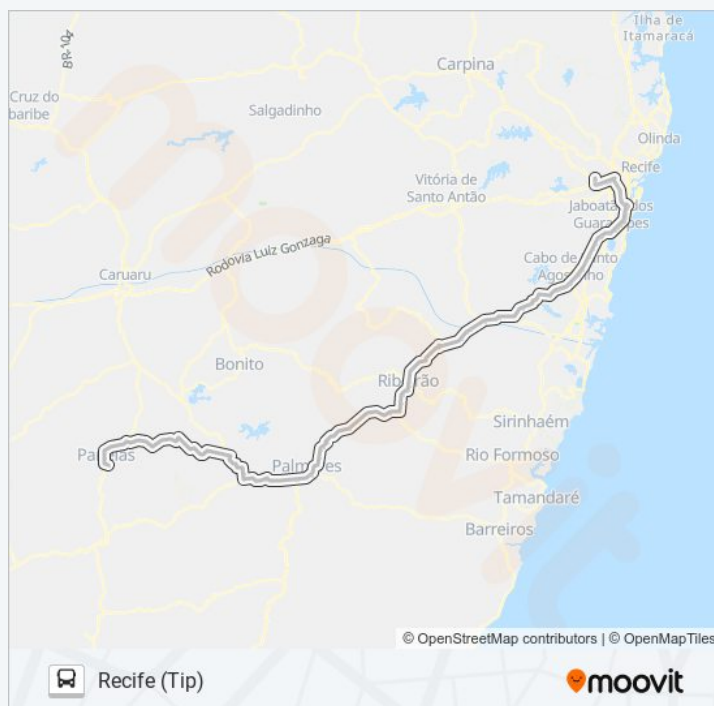 Ilha de
Itamaracá
BR-104
Carpina
Cruz do
baribe
Salgadinho
Olinda
Recife
Vitória de
Santo Antão
Jaboatão dos
Guararapes
Rodovia Luiz Gonzaga
Cabo de Santo
Agostinho
Caruaru
Bonito
Ribeirão
Sirinhaém
Panelas
Palmares
Rio Formoso
Tamandaré
Barreiros
moovit
© OpenStreetMap contributors | © OpenMapTiles
Recife (Tip)
moovit